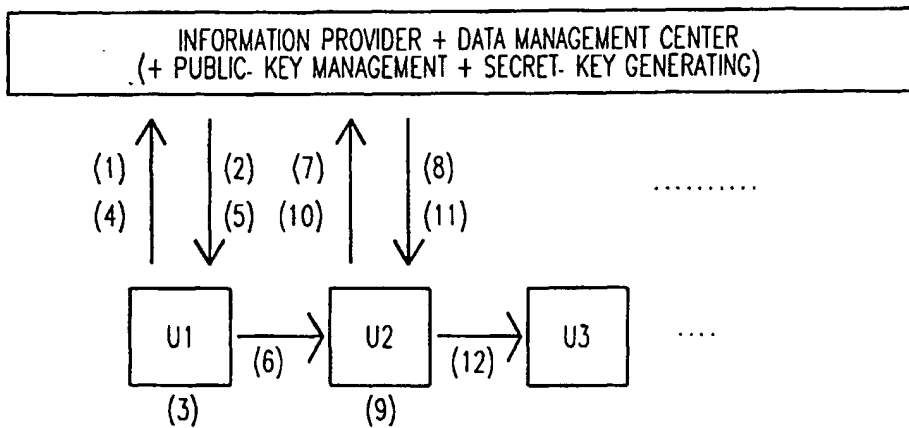 INFORMATION PROVIDER + DATA MANAGEMENT CENTER
(+ PUBLIC- KEY MANAGEMENT + SECRET- KEY GENERATING)
(1) (2) (7) (8)
(4) (5) (10) (11)
..........
U1 U2 U3 ....
(6) (12)
(3) (9)